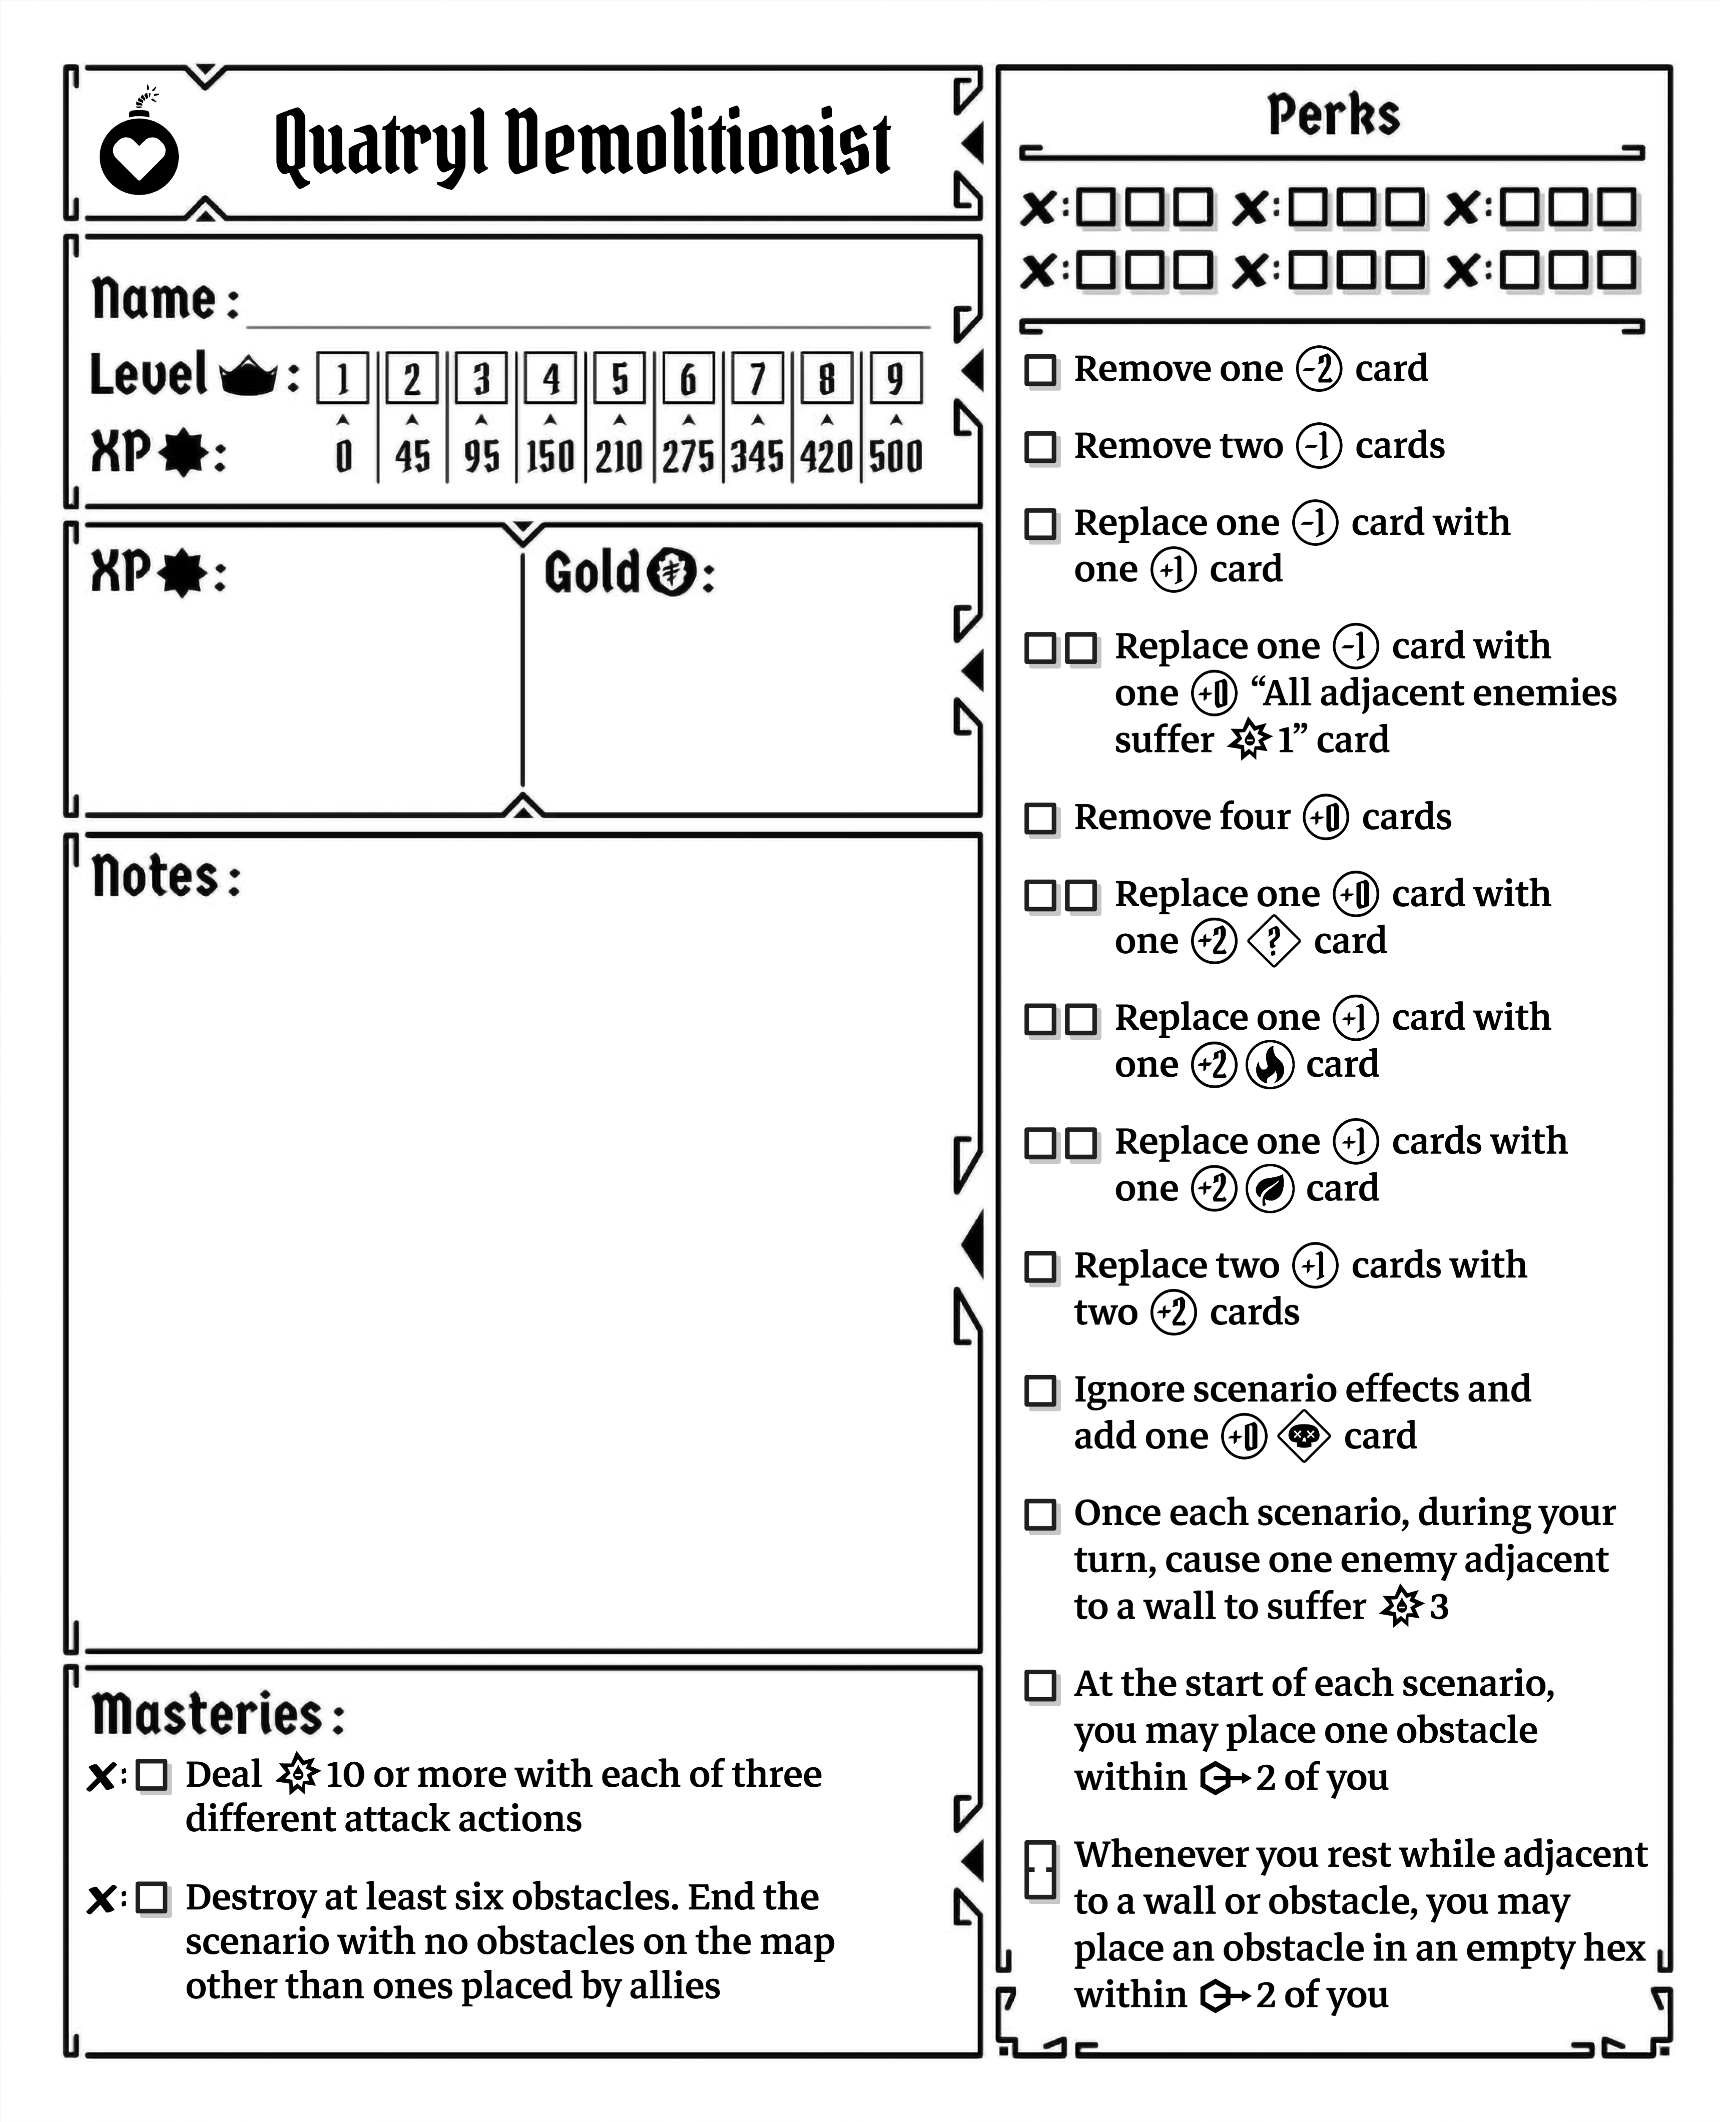 Quatryl Demolitionist
Name:
Level : 1 2 3 4 5 6 7 8 9
XP : 0 45 95 150 210 275 345 420 500
XP :
Gold :
Notes:
Masteries:
x: Deal 10 or more with each of three
different attack actions
x: Destroy at least six obstacles. End the
scenario with no obstacles on the map
other than ones placed by allies
Perks
x: x: x:
x: x: x:
Remove one -2 card
Remove two -1 cards
Replace one -1 card with
one +1 card
Replace one -1 card with
one +0 “All adjacent enemies
suffer 1” card
Remove four +0 cards
Replace one +0 card with
one +2 ? card
Replace one +1 card with
one +2 card
Replace one +1 cards with
one +2 card
Replace two +1 cards with
two +2 cards
Ignore scenario effects and
add one +0 card
Once each scenario, during your
turn, cause one enemy adjacent
to a wall to suffer 3
At the start of each scenario,
you may place one obstacle
within 2 of you
Whenever you rest while adjacent
to a wall or obstacle, you may
place an obstacle in an empty hex
within 2 of you